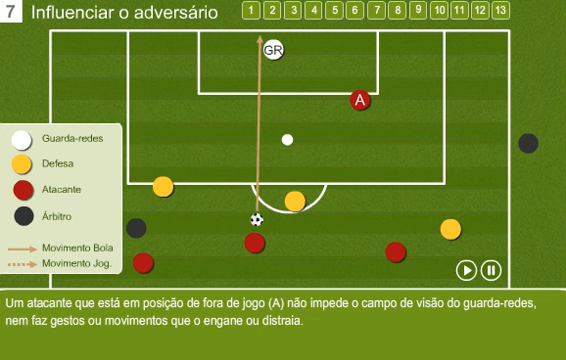 7 Influenciar o adversário
1 2 3 4 5 6 7 8 9 10 11 12 13
GR
A
Guarda-redes
Defesa
Atacante
Árbitro
Movimento Bola
Movimento Jog.
Um atacante que está em posição de fora de jogo (A) não impede o campo de visão do guarda-redes,
nem faz gestos ou movimentos que o engane ou distraia.